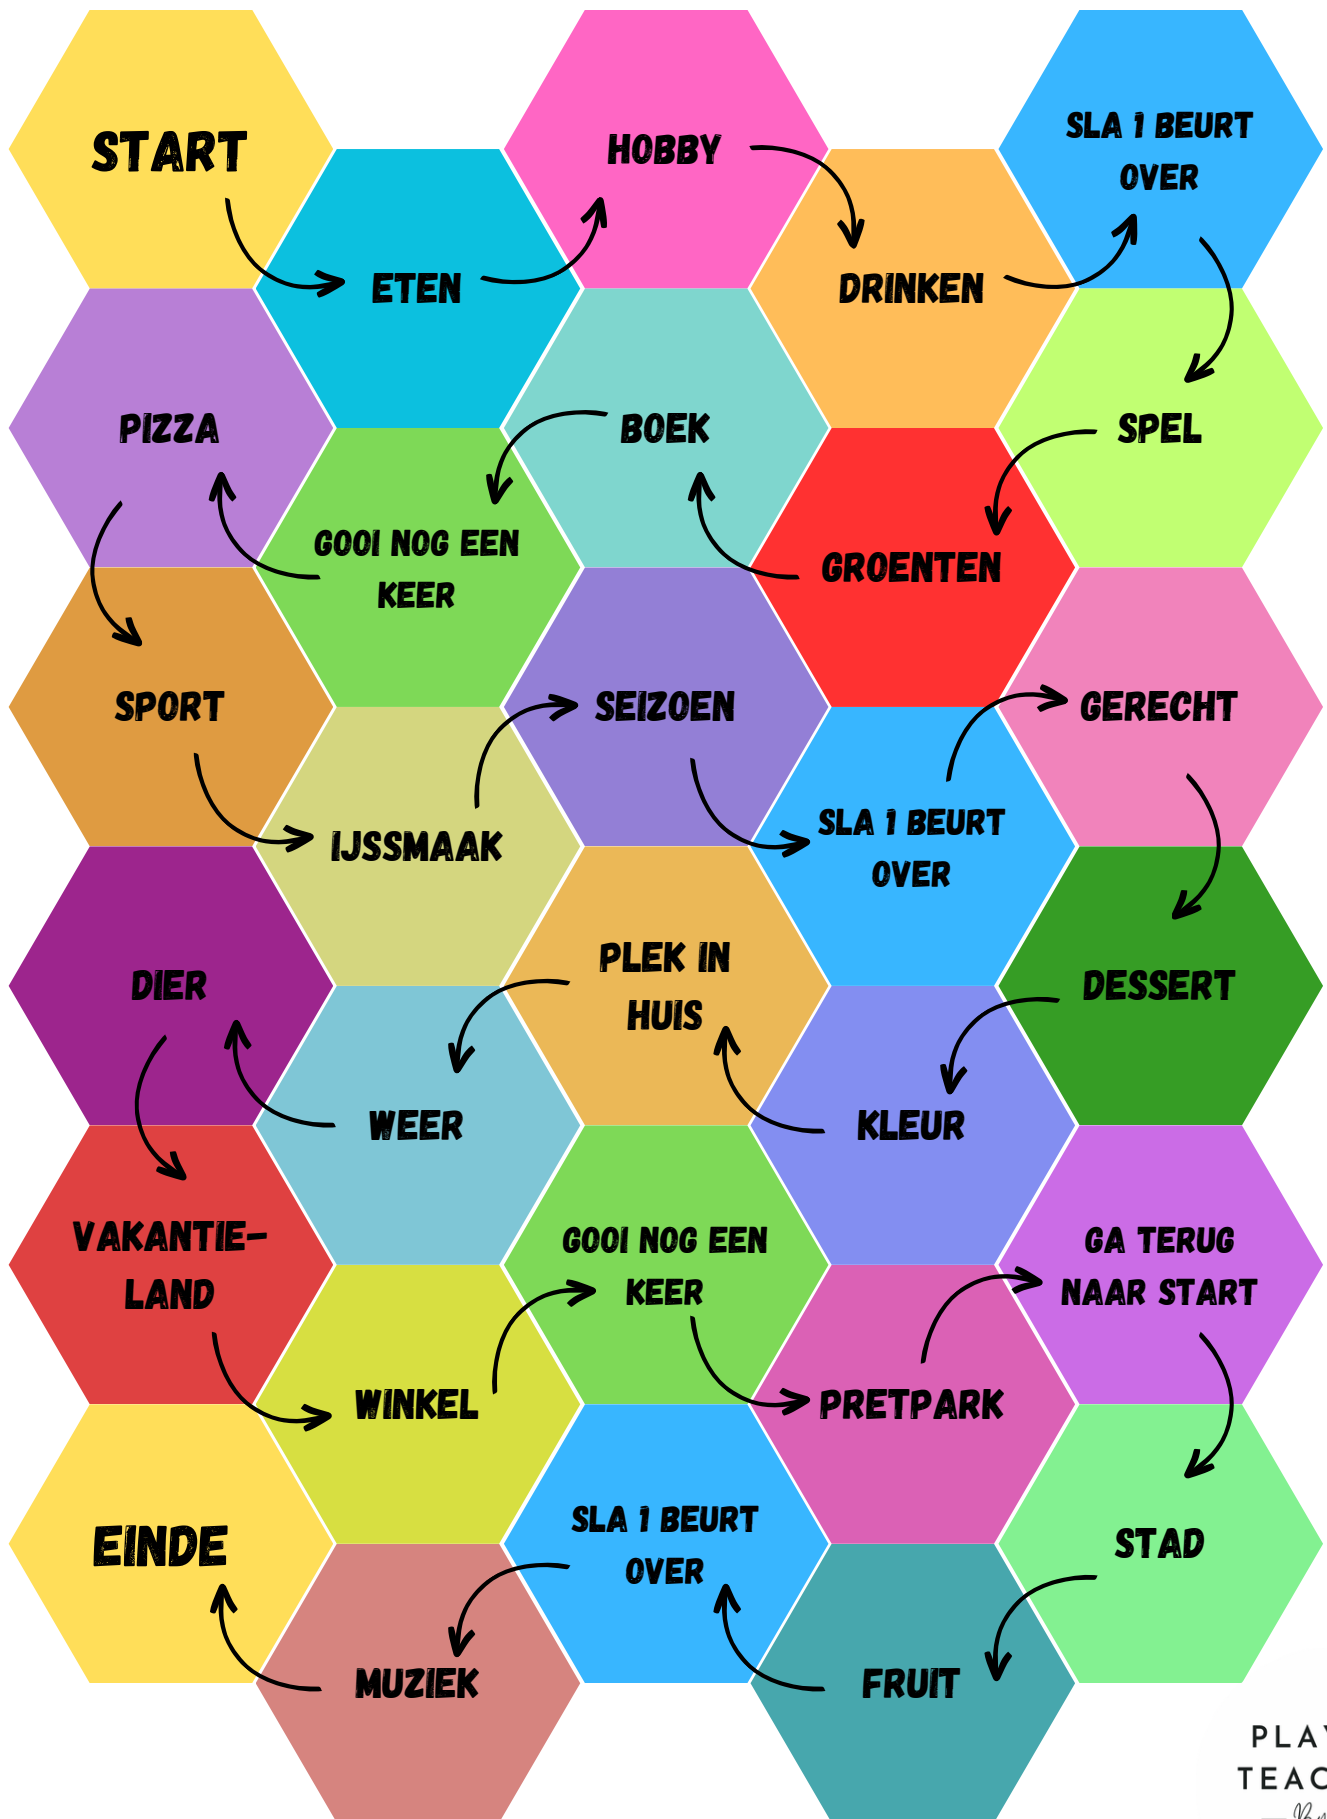 START
ETEN
HOBBY
DRINKEN
SLA 1 BEURT
OVER
SPEL
GROENTEN
BOEK
GOOI NOG EEN
KEER
PIZZA
SPORT
IJSSMAAK
SEIZOEN
SLA 1 BEURT
OVER
GERECHT
DESSERT
KLEUR
PLEK IN
HUIS
WEER
DIER
VAKANTIE-
LAND
WINKEL
GOOI NOG EEN
KEER
PRETPARK
GA TERUG
NAAR START
STAD
FRUIT
SLA 1 BEURT
OVER
MUZIEK
EINDE